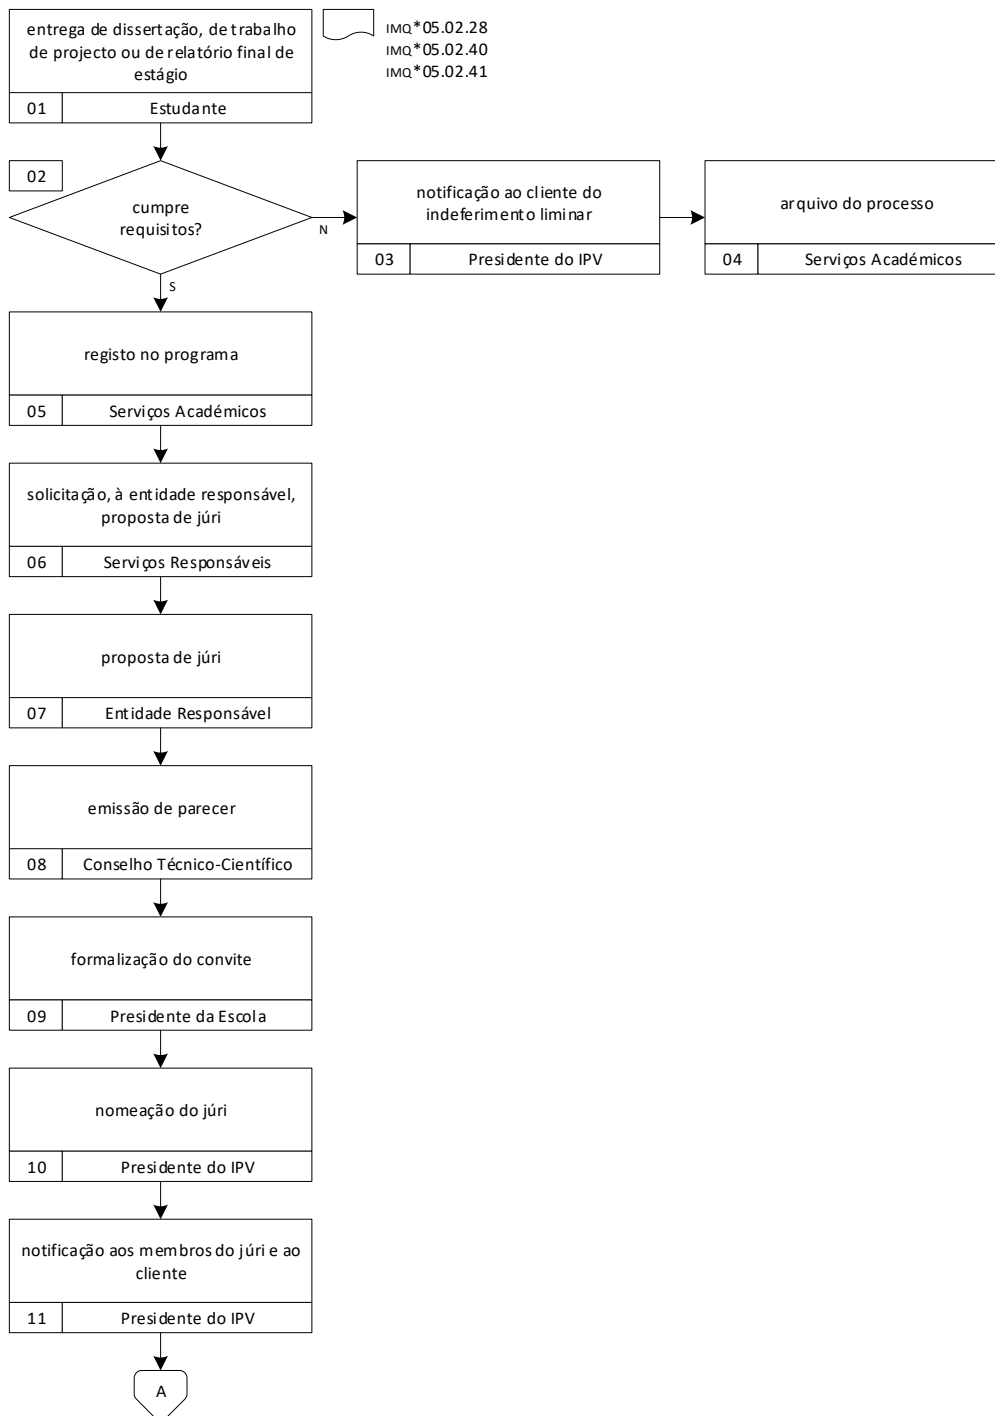 entrega de dissertação, de trabalho
de projecto ou de relatório final de
estágio
01
Estudante
IMQ*05.02.28
IMQ*05.02.40
IMQ*05.02.41
02
cumpre
requisitos?
N
S
notificação ao cliente do
indeferimento liminar
03
Presidente do IPV
arquivo do processo
04
Serviços Académicos
registo no programa
05
Serviços Académicos
solicitação, à entidade responsável,
proposta de júri
06
Serviços Responsáveis
proposta de júri
07
Entidade Responsável
emissão de parecer
08
Conselho Técnico-Científico
formalização do convite
09
Presidente da Escola
nomeação do júri
10
Presidente do IPV
notificação aos membros do júri e ao
cliente
11
Presidente do IPV
A